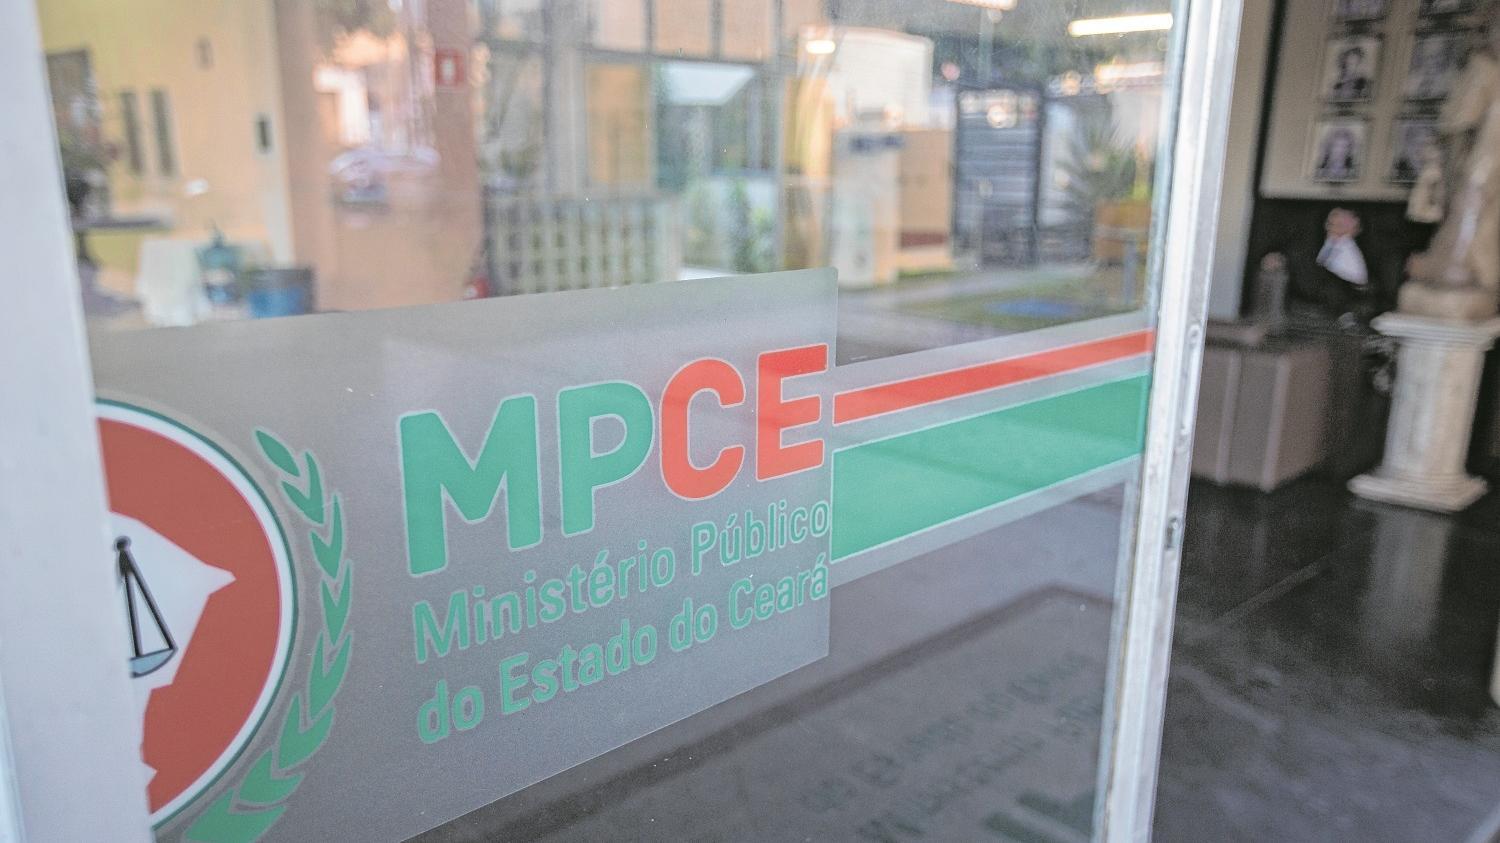 MPCE
Ministério Público
do Estado do Ceará